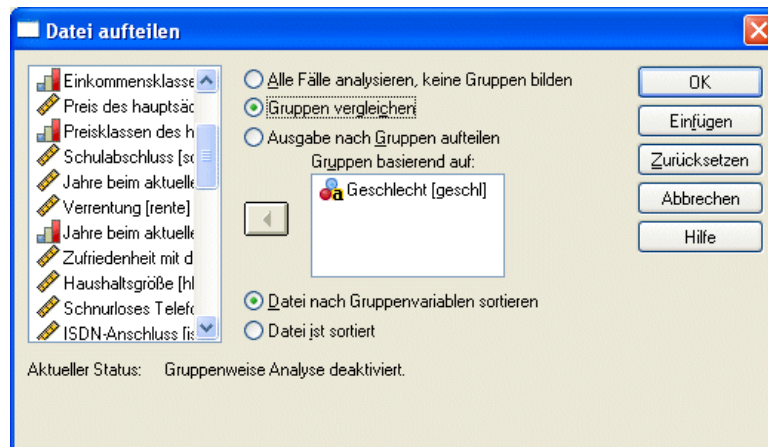 Datei aufteilen
Einkommensklasse
Preis des hauptsäc
Preisklassen des h
Schulabschluss [sc
Jahre beim aktuelle
Verrentung [rente]
Jahre beim aktuelle
Zufriedenheit mit d
Haushaltsgröße [hl
Schnurloses Telefo
ISDN-Anschluss [is
Alle Fälle analysieren, keine Gruppen bilden
Gruppen vergleichen
Ausgabe nach Gruppen aufteilen
Gruppen basierend auf:
Geschlecht [geschl]
Datei nach Gruppenvariablen sortieren
Datei ist sortiert
OK
Einfügen
Zurücksetzen
Abbrechen
Hilfe
Aktueller Status: Gruppenweise Analyse deaktiviert.